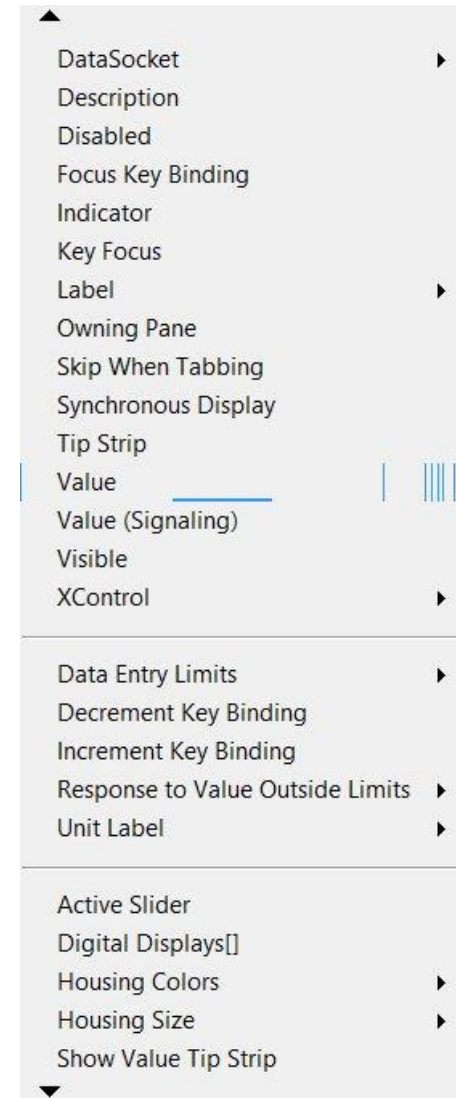 DataSocket
Description
Disabled
Focus Key Binding
Indicator
Key Focus
Label
Owning Pane
Skip When Tabbing
Synchronous Display
Tip Strip
Value
Value (Signaling)
Visible
XControl
Data Entry Limits
Decrement Key Binding
Increment Key Binding
Response to Value Outside Limits
Unit Label
Active Slider
Digital Displays[]
Housing Colors
Housing Size
Show Value Tip Strip